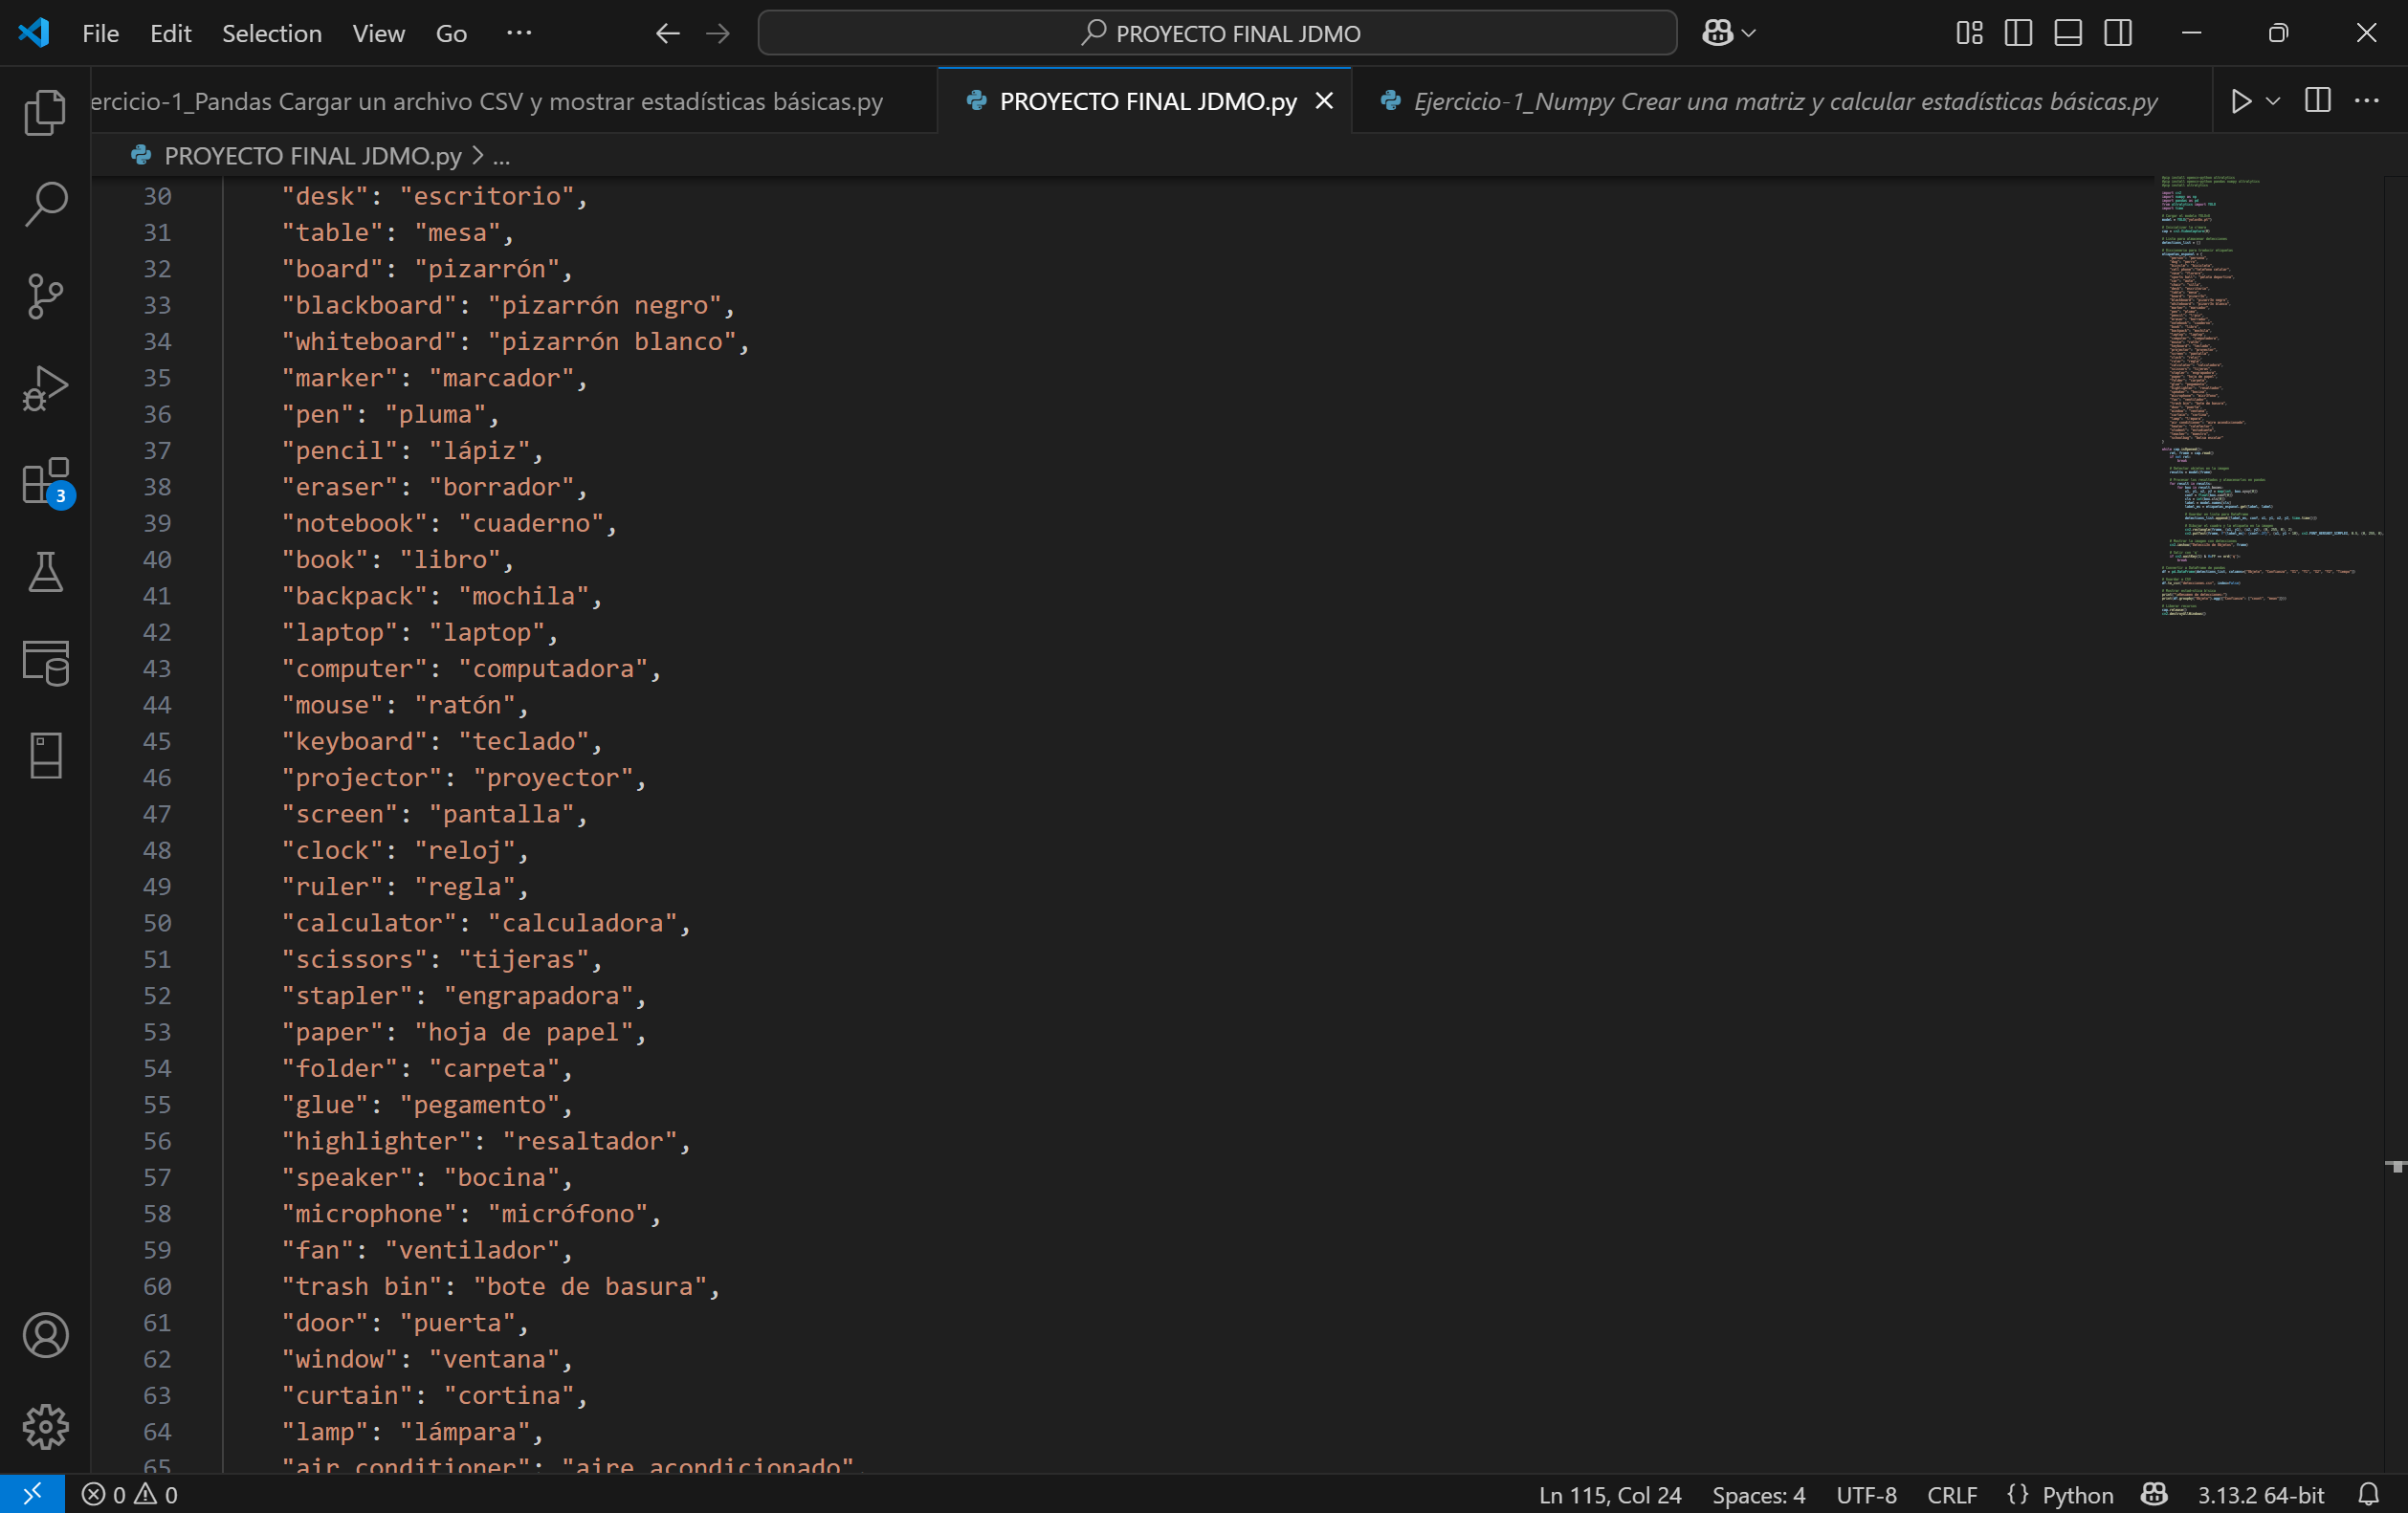 File Edit Selection View Go ··· PROYECTO FINAL JDMO
ercicio-1_Pandas Cargar un archivo CSV y mostrar estadísticas básicas.py PROYECTO FINAL JDMO.py Ejercicio-1_Numpy Crear una matriz y calcular estadísticas básicas.py
PROYECTO FINAL JDMO.py > ...
30 "desk": "escritorio",
31 "table": "mesa",
32 "board": "pizarrón",
33 "blackboard": "pizarrón negro",
34 "whiteboard": "pizarrón blanco",
35 "marker": "marcador",
36 "pen": "pluma",
37 "pencil": "lápiz",
38 "eraser": "borrador",
39 "notebook": "cuaderno",
40 "book": "libro",
41 "backpack": "mochila",
42 "laptop": "laptop",
43 "computer": "computadora",
44 "mouse": "ratón",
45 "keyboard": "teclado",
46 "projector": "proyector",
47 "screen": "pantalla",
48 "clock": "reloj",
49 "ruler": "regla",
50 "calculator": "calculadora",
51 "scissors": "tijeras",
52 "stapler": "engrapadora",
53 "paper": "hoja de papel",
54 "folder": "carpeta",
55 "glue": "pegamento",
56 "highlighter": "resaltador",
57 "speaker": "bocina",
58 "microphone": "micrófono",
59 "fan": "ventilador",
60 "trash bin": "bote de basura",
61 "door": "puerta",
62 "window": "ventana",
63 "curtain": "cortina",
64 "lamp": "lámpara",
65 "air conditioner": "aire acondicionado",
3
0 0 Ln 115, Col 24 Spaces: 4 UTF-8 CRLF {} Python 3.13.2 64-bit